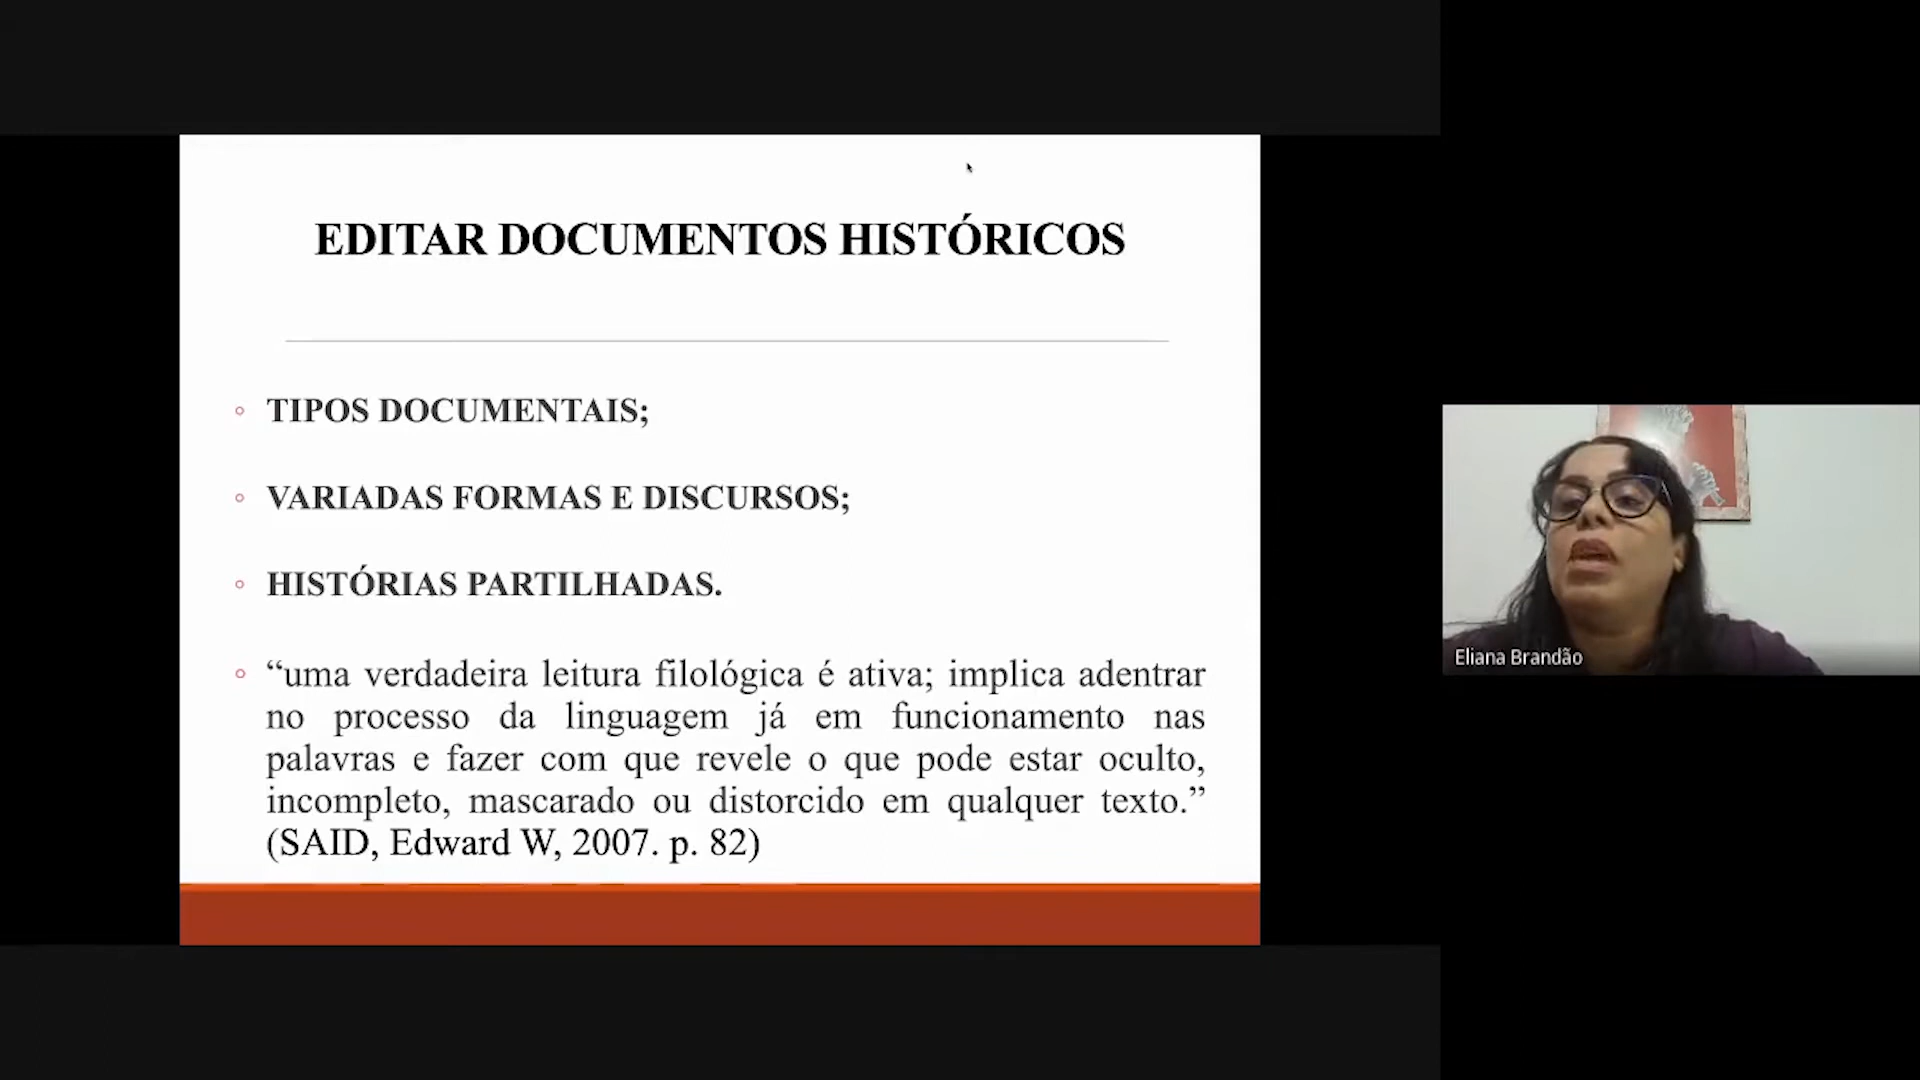 EDITAR DOCUMENTOS HISTÓRICOS
TIPOS DOCUMENTAIS;
VARIADAS FORMAS E DISCURSOS;
HISTÓRIAS PARTILHADAS.
“uma verdadeira leitura filológica é ativa; implica adentrar
no processo da linguagem já em funcionamento nas
palavras e fazer com que revele o que pode estar oculto,
incompleto, mascarado ou distorcido em qualquer texto.”
(SAID, Edward W, 2007. p. 82)
Eliana Brandão